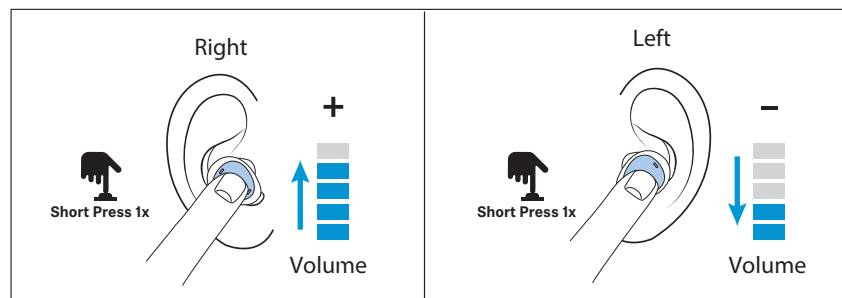 Right
+
Short Press 1x
Volume
Left
–
Short Press 1x
Volume